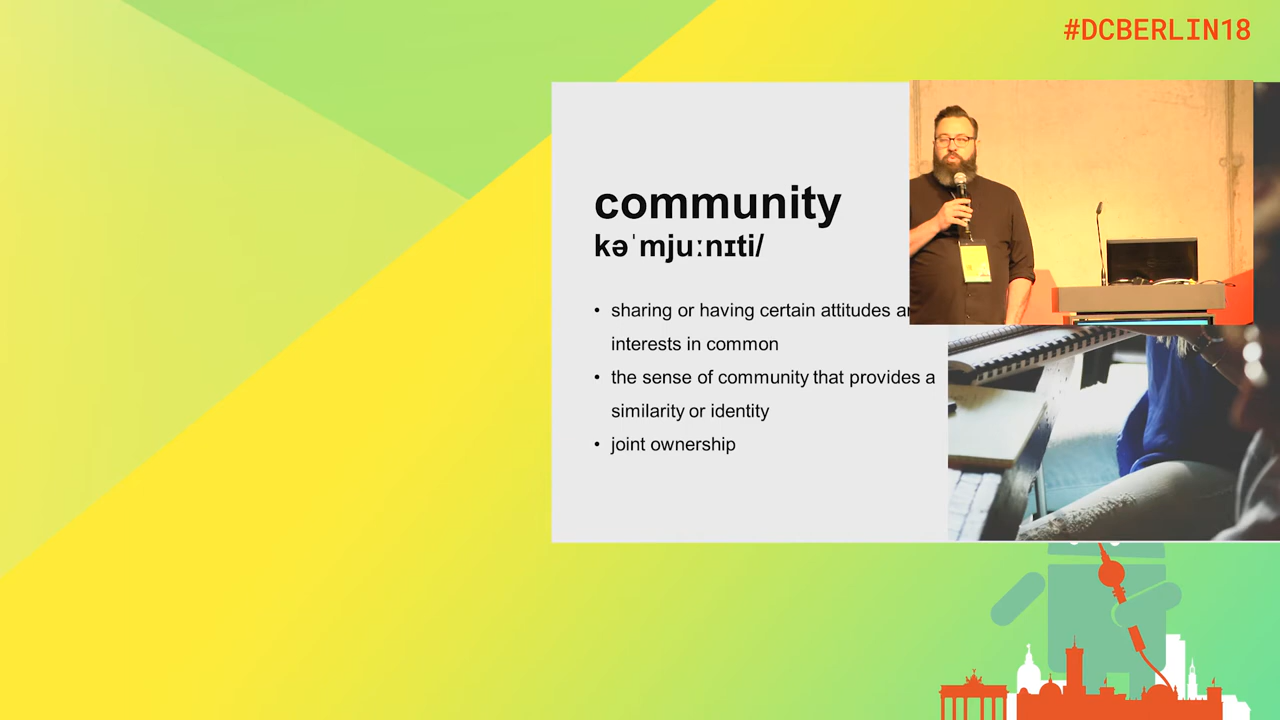 #DCBERLIN18
community
kəˈmjuːnɪti/
• sharing or having certain attitudes
interests in common
• the sense of community that provides a
similarity or identity
• joint ownership